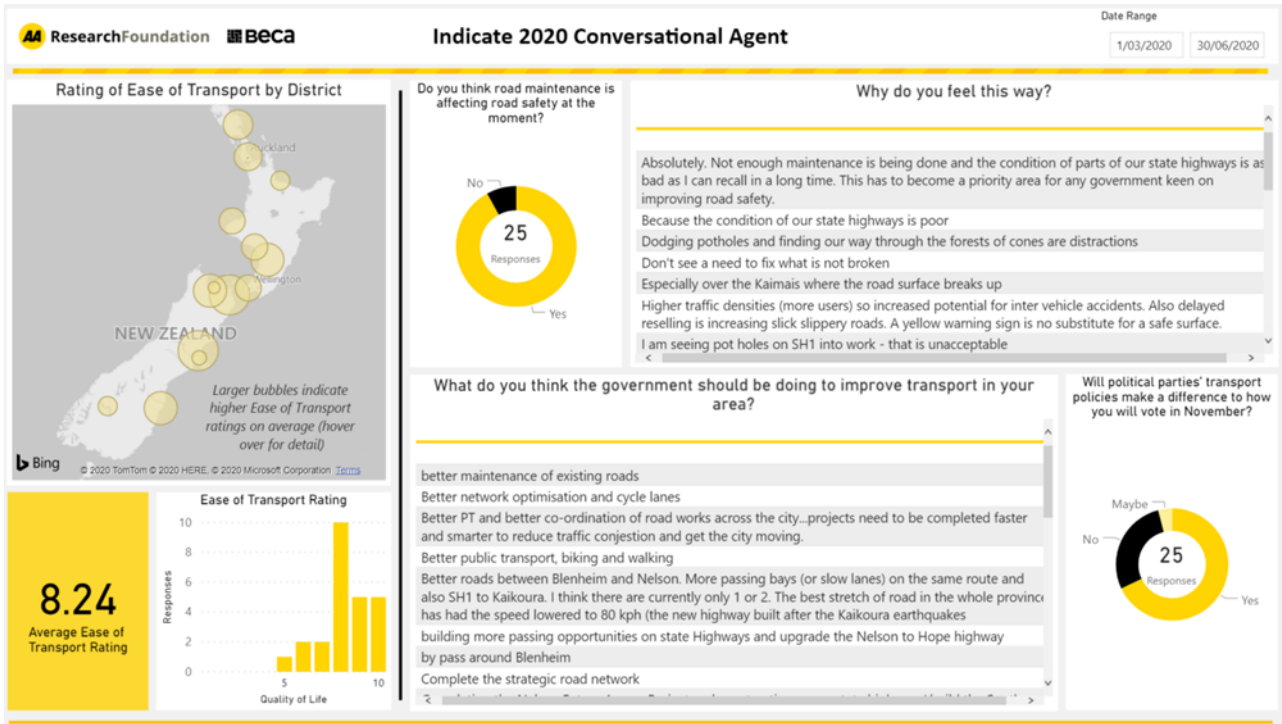 AA ResearchFoundation Beca
Indicate 2020 Conversational Agent
Date Range
1/03/2020 30/06/2020
Rating of Ease of Transport by District
Auckland
Wellington
NEW ZEALAND
Larger bubbles indicate
higher Ease of Transport
ratings on average (hover
over for detail)
Bing
© 2020 TomTom © 2020 HERE, © 2020 Microsoft Corporation Terms
8.24
Average Ease of
Transport Rating
Ease of Transport Rating
Responses
10
8
6
4
2
0
5 10
Quality of Life
Do you think road maintenance is
affecting road safety at the
moment?
No
25
Responses
Yes
Why do you feel this way?
Absolutely. Not enough maintenance is being done and the condition of parts of our state highways is as
bad as I can recall in a long time. This has to become a priority area for any government keen on
improving road safety.
Because the condition of our state highways is poor
Dodging potholes and finding our way through the forests of cones are distractions
Don't see a need to fix what is not broken
Especially over the Kaimais where the road surface breaks up
Higher traffic densities (more users) so increased potential for inter vehicle accidents. Also delayed
reselling is increasing slick slippery roads. A yellow warning sign is no substitute for a safe surface.
I am seeing pot holes on SH1 into work - that is unacceptable
What do you think the government should be doing to improve transport in your
area?
better maintenance of existing roads
Better network optimisation and cycle lanes
Better PT and better co-ordination of road works across the city...projects need to be completed faster
and smarter to reduce traffic conjestion and get the city moving.
Better public transport, biking and walking
Better roads between Blenheim and Nelson. More passing bays (or slow lanes) on the same route and
also SH1 to Kaikoura. I think there are currently only 1 or 2. The best stretch of road in the whole province
has had the speed lowered to 80 kph (the new highway built after the Kaikoura earthquakes
building more passing opportunities on state Highways and upgrade the Nelson to Hope highway
by pass around Blenheim
Complete the strategic road network
Will political parties' transport
policies make a difference to how
you will vote in November?
Maybe
No
25
Responses
Yes